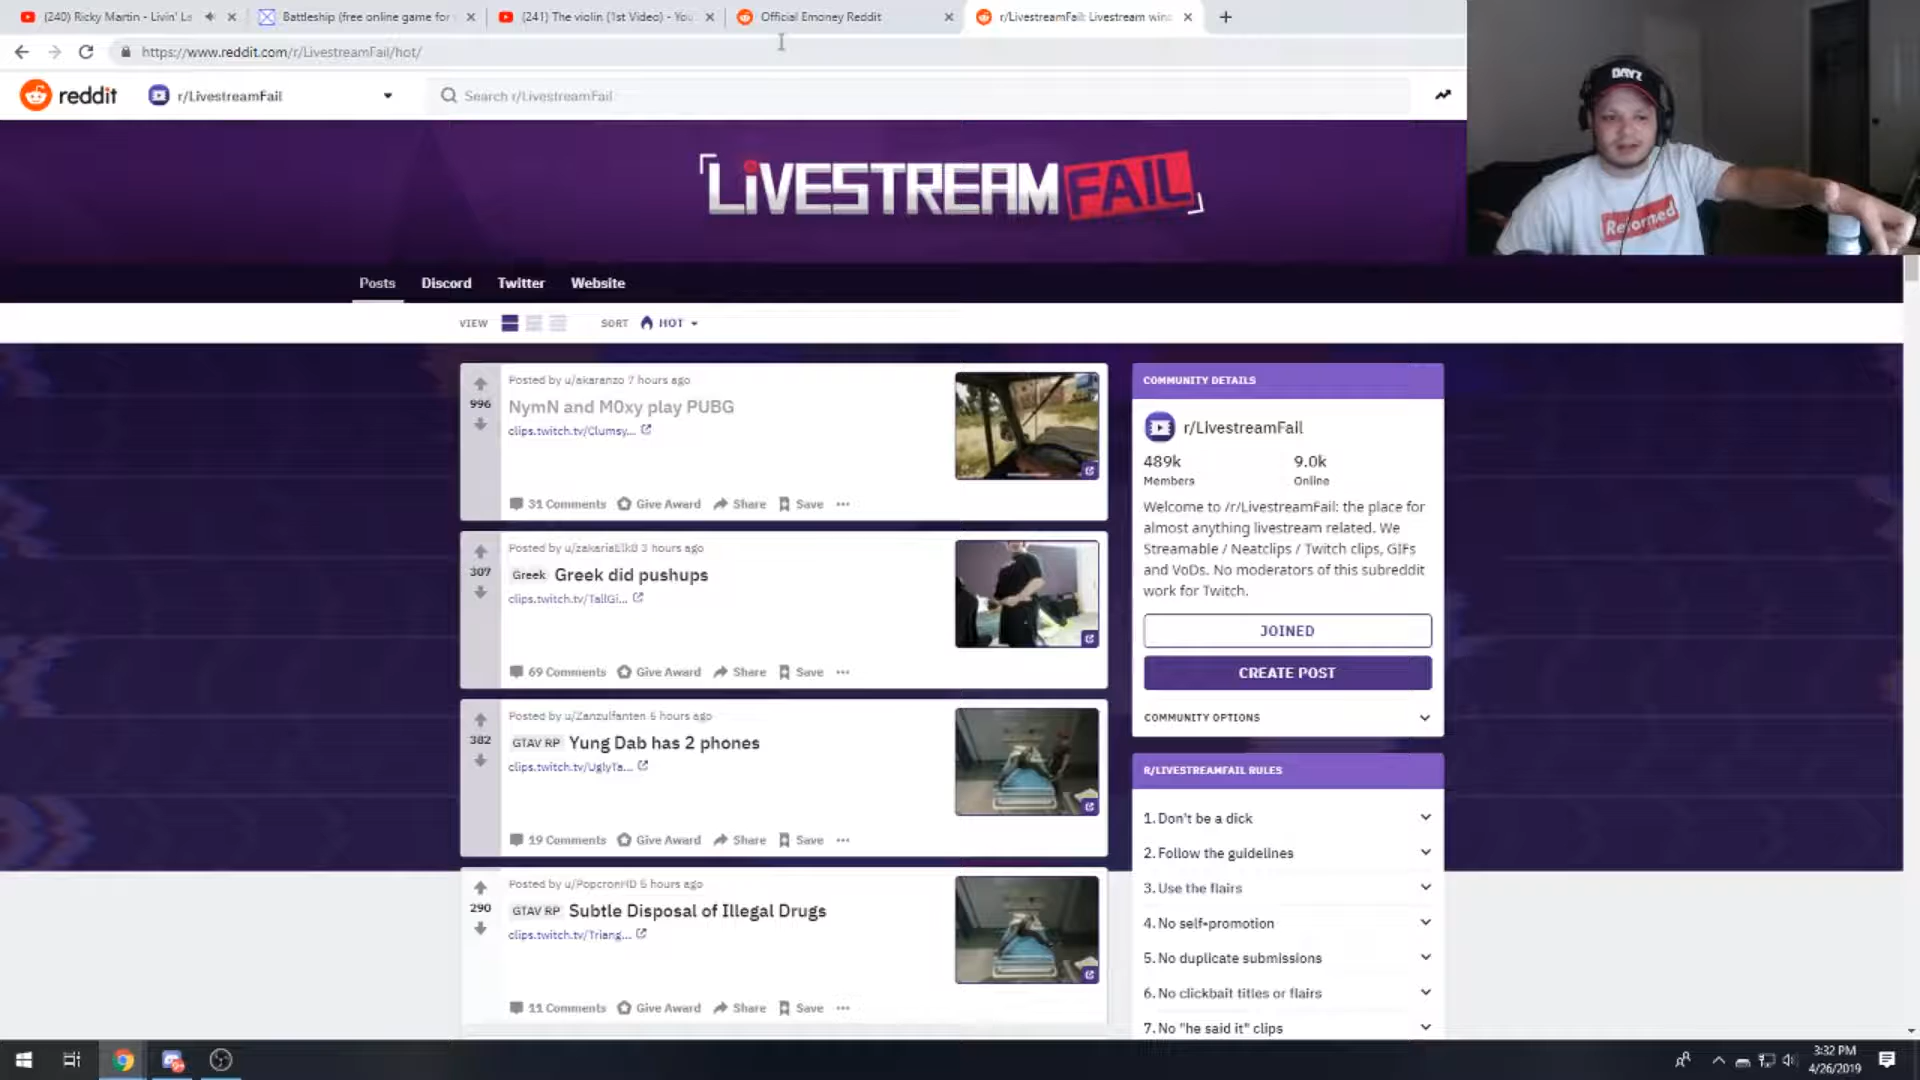 (240) Ricky Martin - Livin' La
Battleship (free online game for
(241) The violin (1st Video) - You
Official Emoney Reddit
r/LivestreamFail: Livestream wins
https://www.reddit.com/r/LivestreamFail/hot/
reddit
r/LivestreamFail
Search r/LivestreamFail
DAYZ
Reformed
LIVESTREAMFAIL
Posts
Discord
Twitter
Website
VIEW
SORT
HOT
996
Posted by u/akaranzo 7 hours ago
NymN and M0xy play PUBG
clips.twitch.tv/Clumsy...
31 Comments
Give Award
Share
Save
307
Posted by u/zakariaElk8 3 hours ago
Greek Greek did pushups
clips.twitch.tv/TallGi...
69 Comments
Give Award
Share
Save
382
Posted by u/Zanzulfanten 5 hours ago
GTAV RP Yung Dab has 2 phones
clips.twitch.tv/UglyTa...
19 Comments
Give Award
Share
Save
290
Posted by u/PopcronHD 5 hours ago
GTAV RP Subtle Disposal of Illegal Drugs
clips.twitch.tv/Triang...
11 Comments
Give Award
Share
Save
COMMUNITY DETAILS
r/LivestreamFail
489k
9.0k
Members
Online
Welcome to /r/LivestreamFail: the place for
almost anything livestream related. We
Streamable / Neatclips / Twitch clips, GIFs
and VoDs. No moderators of this subreddit
work for Twitch.
JOINED
CREATE POST
COMMUNITY OPTIONS
R/LIVESTREAMFAIL RULES
1. Don't be a dick
2. Follow the guidelines
3. Use the flairs
4. No self-promotion
5. No duplicate submissions
6. No clickbait titles or flairs
7. No "he said it" clips
3:32 PM
4/26/2019